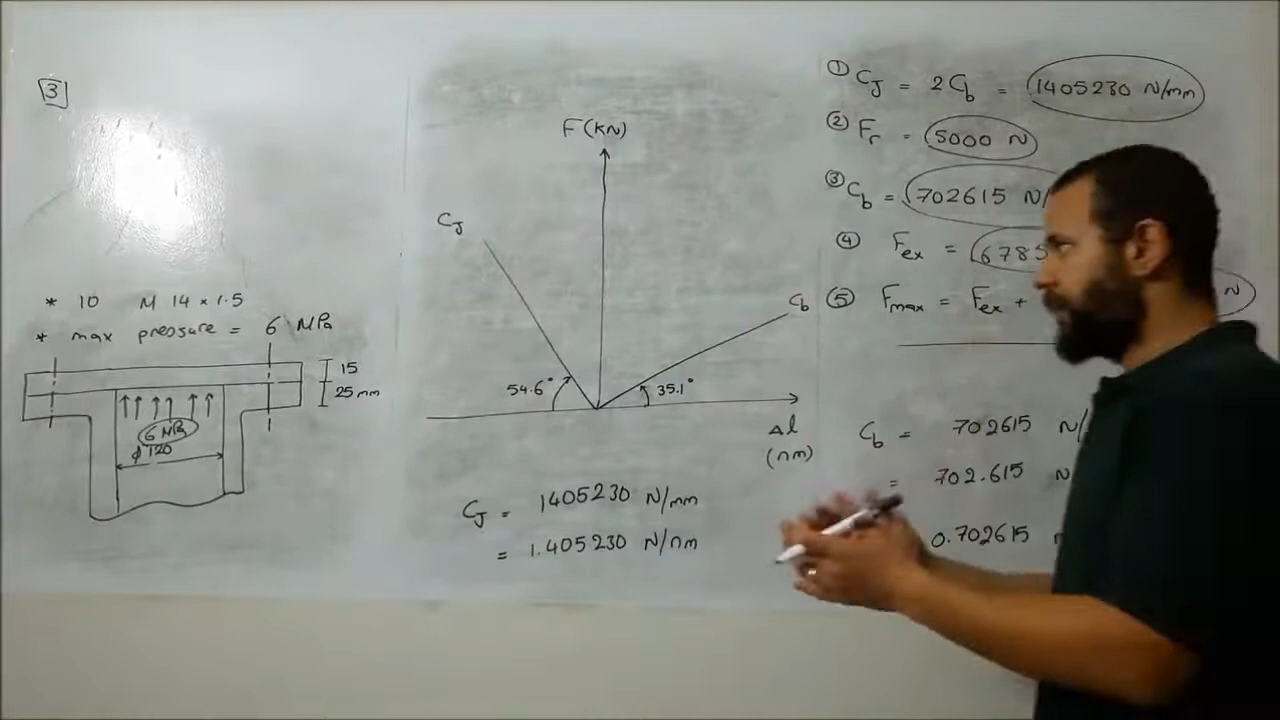 3
* 10 M 14 × 1.5
* max pressure = 6 MPa
15
25 mm
6 MPa
ϕ 120
F (KN)
CJ
Cb
54.6°
35.1°
Δl
(nm)
CJ = 1405230 N/mm
= 1.405230 N/nm
① CJ = 2Cb = 1405230 N/mm
② Fr = 5000 N
③ Cb = 702615 N/
④ Fex = 6785
⑤ Fmax = Fex + N
Cb = 702615 N/
= 702.615 N
0.702615